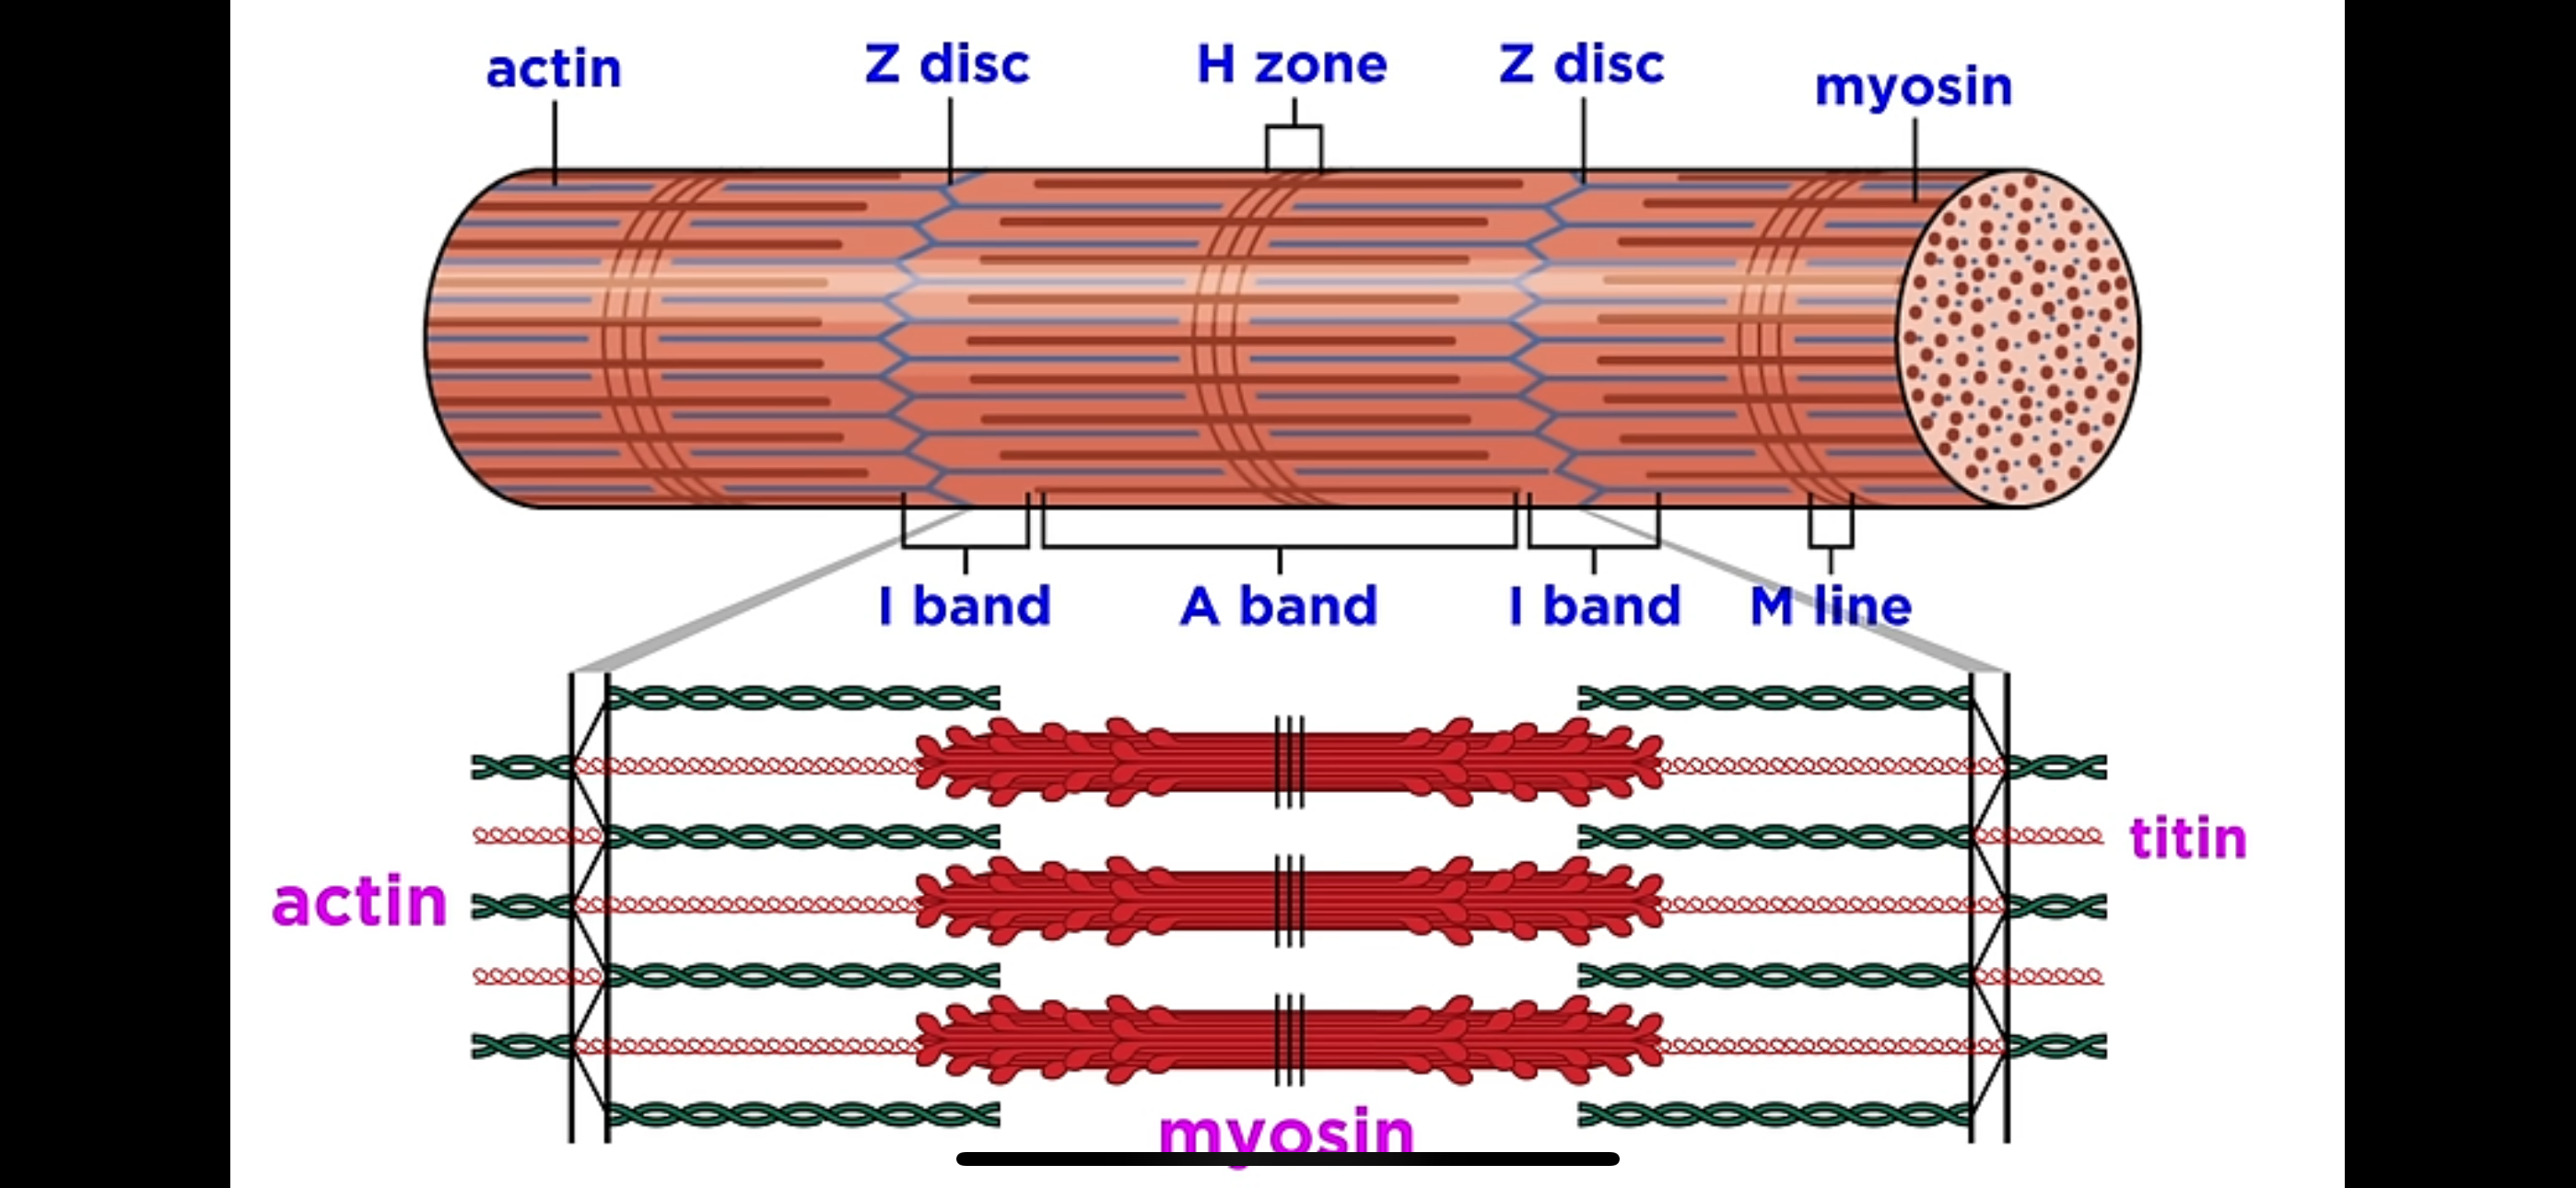 actin
Z disc
H zone
Z disc
myosin
I band
A band
I band
M line
titin
actin
myosin